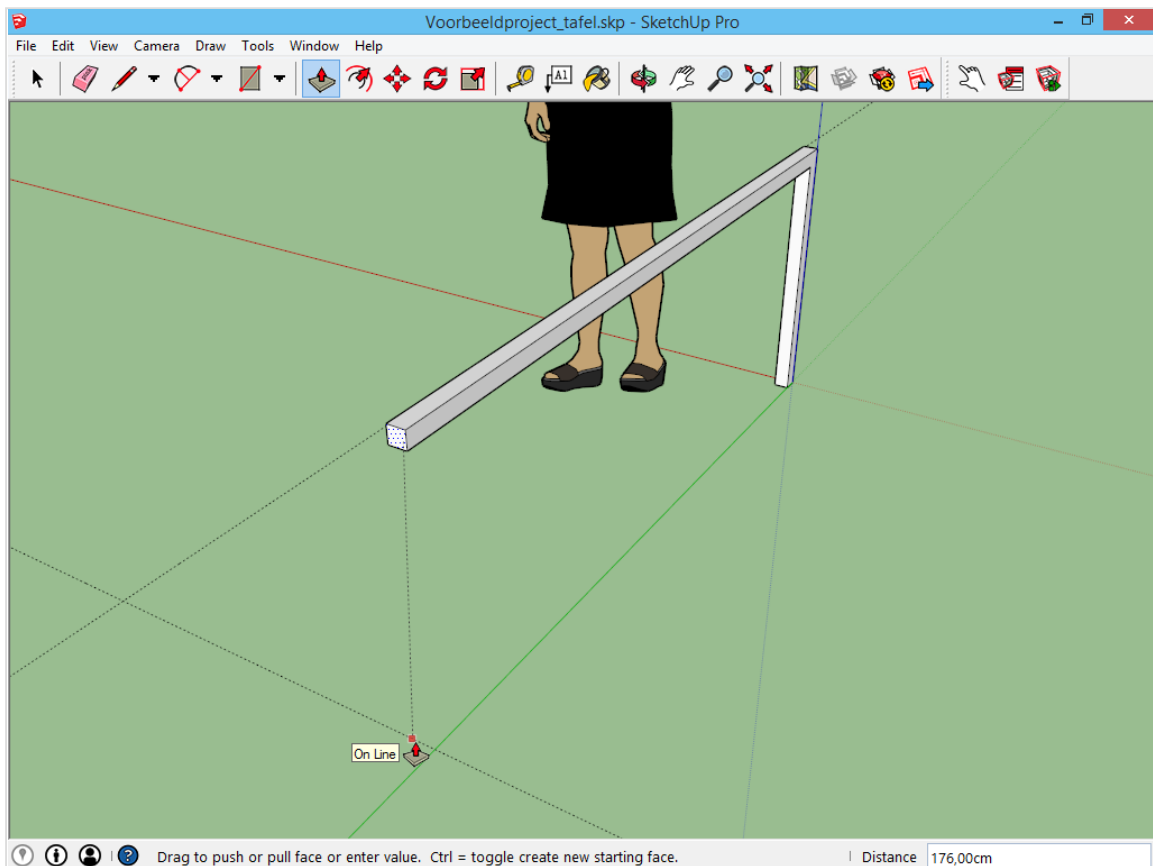 Voorbeeldproject_tafel.skp - SketchUp Pro
File Edit View Camera Draw Tools Window Help
A1
On Line
Drag to push or pull face or enter value. Ctrl = toggle create new starting face. Distance 176,00cm